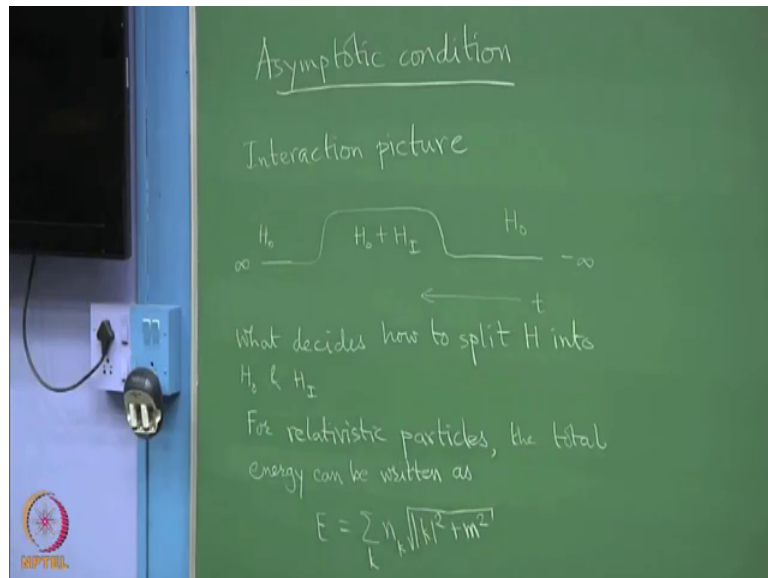 Asymptotic condition
Interaction picture
H₀ H₀ + H_I H₀
∞ -∞
t
What decides how to split H into
H₀ & H_I
For relativistic particles, the total
energy can be written as
E = ∑_k n_k √|k|² + m²
NPTEL